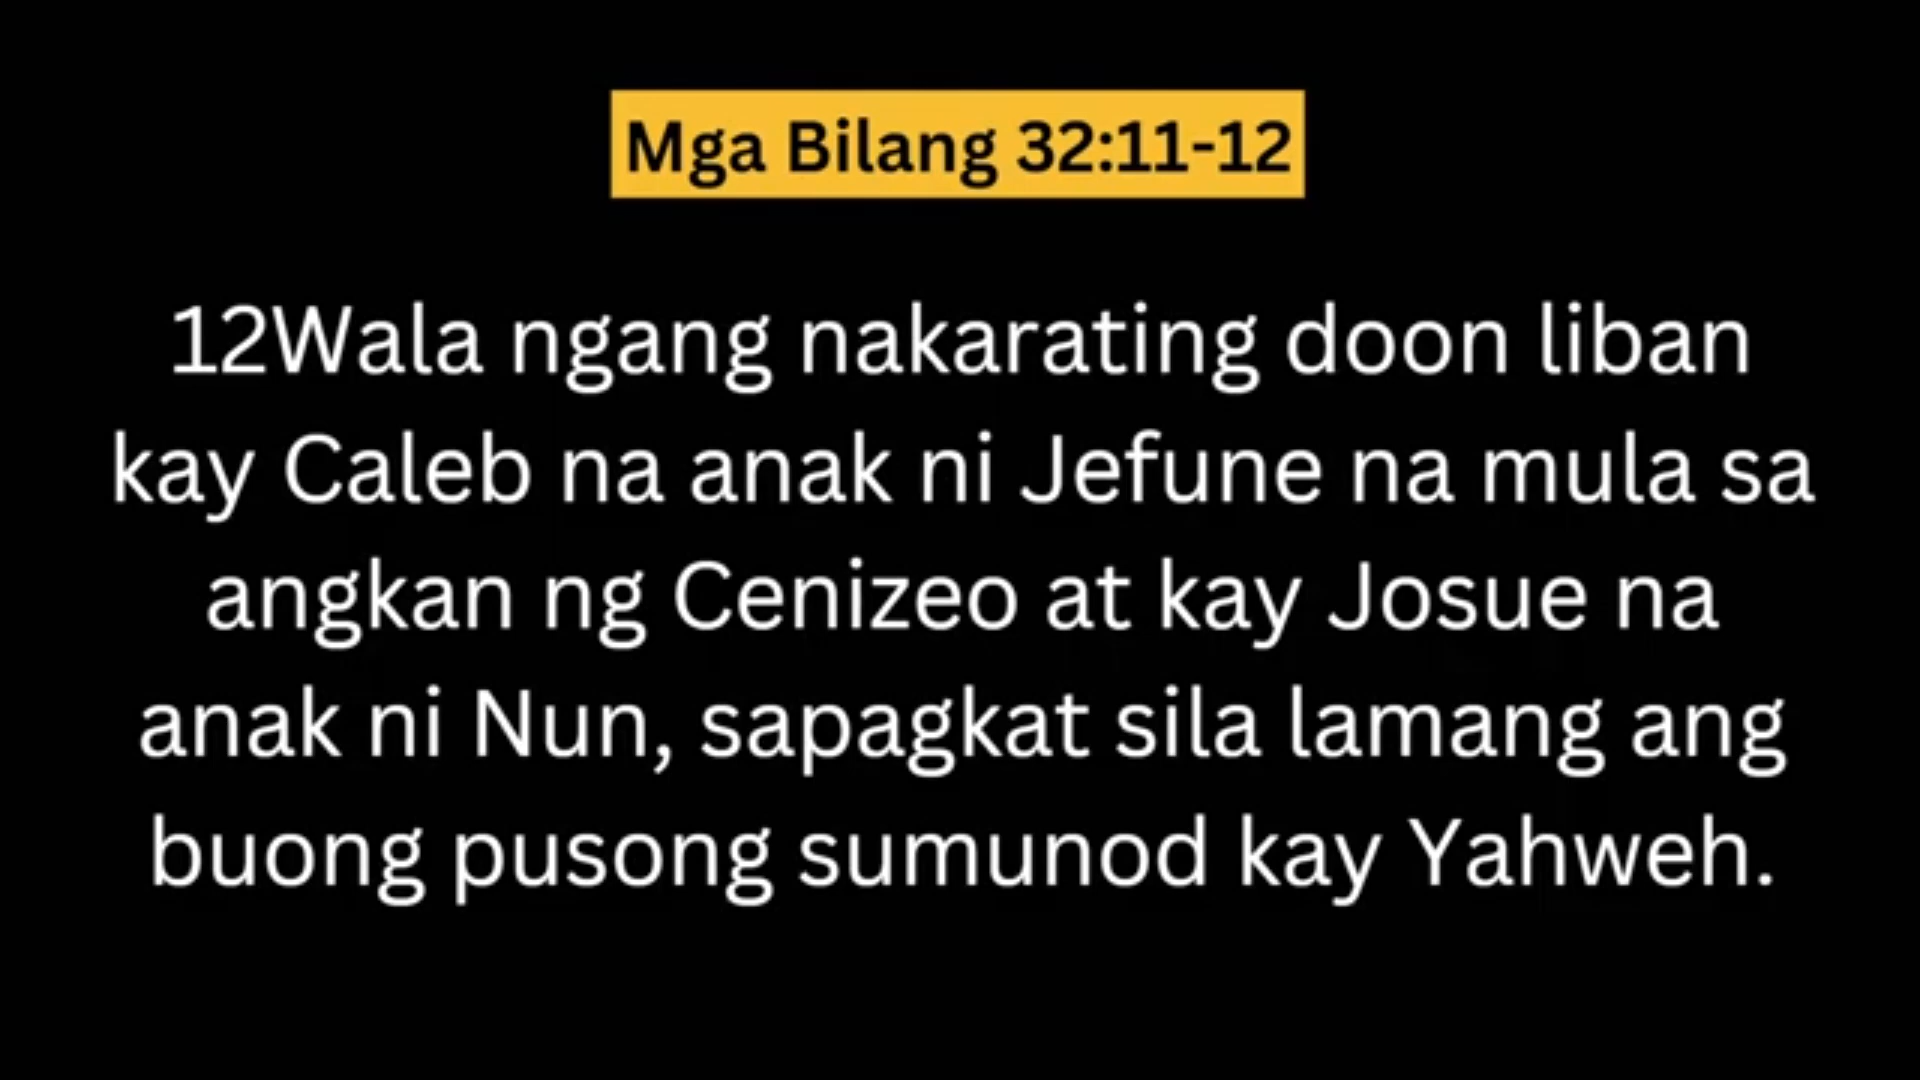 Mga Bilang 32:11-12
12Wala ngang nakarating doon liban
kay Caleb na anak ni Jefune na mula sa
angkan ng Cenizeo at kay Josue na
anak ni Nun, sapagkat sila lamang ang
buong pusong sumunod kay Yahweh.